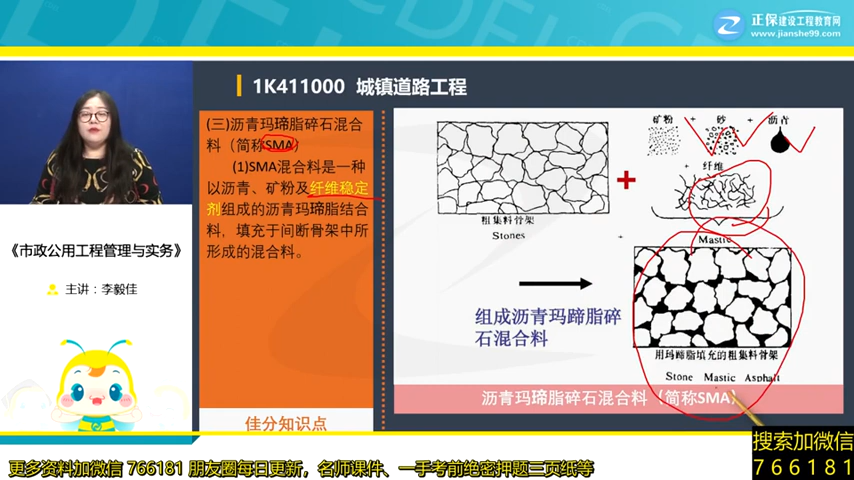 正保建设工程教育网
www.jianshe99.com
1K411000 城镇道路工程
(三)沥青玛𤧛脂碎石混合
料（简称SMA）
(1)SMA混合料是一种
以沥青、矿粉及纤维稳定
剂组成的沥青玛𤧛脂结合
料，填充于间断骨架中所
形成的混合料。
佳分知识点
《市政公用工程管理与实务》
主讲：李毅佳
矿粉 + 砂 + 沥青
+ 纤维
+
粗集料骨架
Stones
Mastic
组成沥青玛蹄脂碎
石混合料
用玛蹄脂填充的粗集料骨架
Stone Mastic Asphalt
沥青玛𤧛脂碎石混合料（简称SMA）
更多资料加微信 766181 朋友圈每日更新，名师课件、一手考前绝密押题三页纸等
搜索加微信
766181